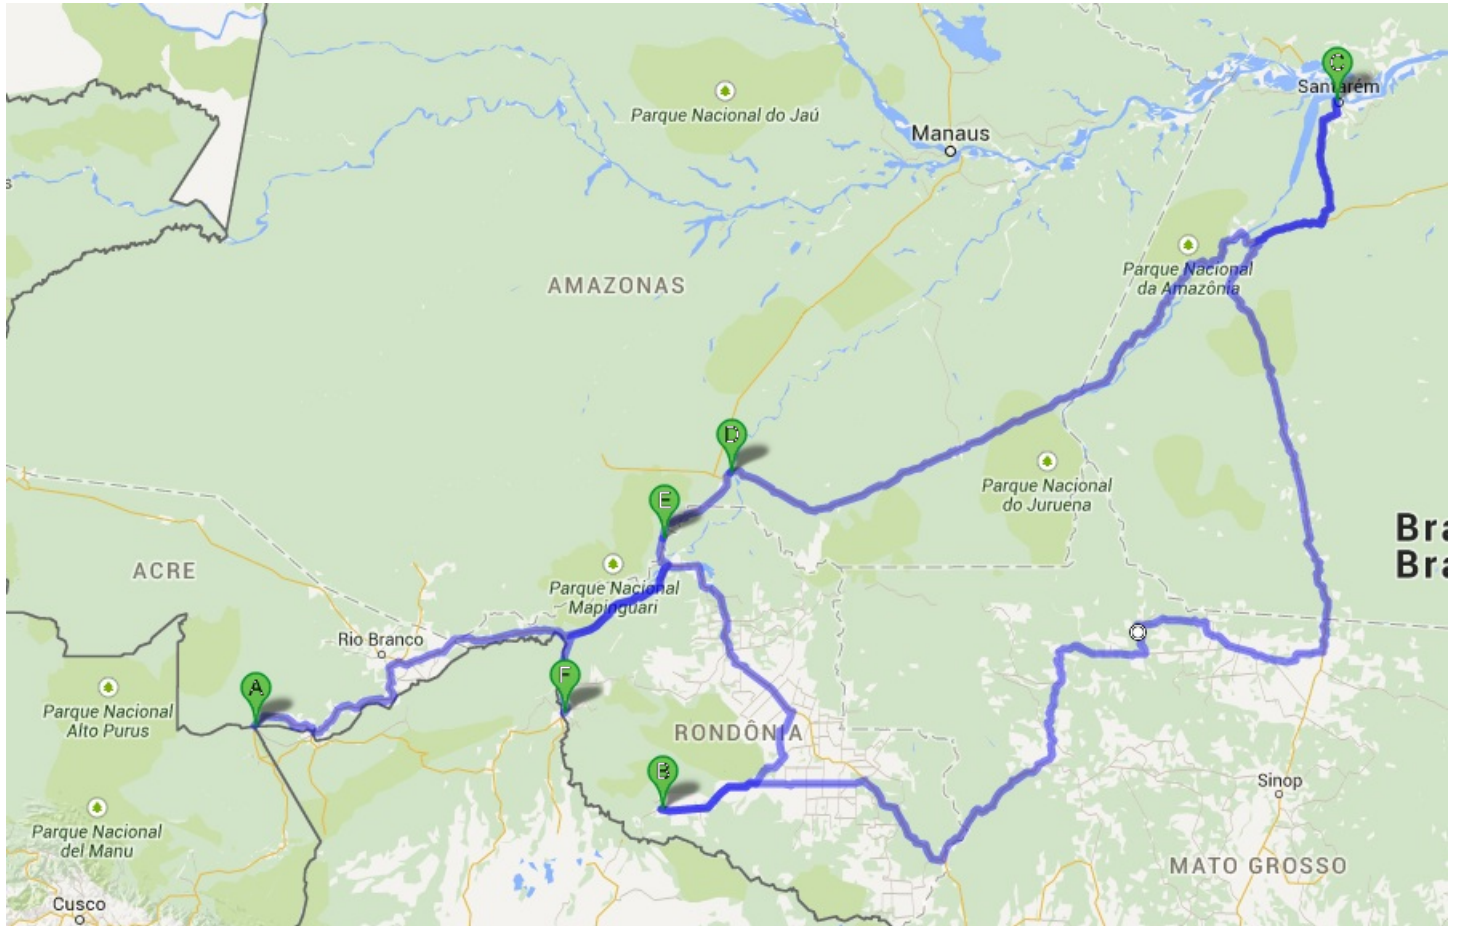 C
Santarém
Parque Nacional do Jaú
Manaus
s
Parque Nacional
da Amazônia
AMAZONAS
D
Parque Nacional
do Juruena
E
Bra
Bra
ACRE
Parque Nacional
Mapinguari
Rio Branco
A
F
Parque Nacional
Alto Purus
RONDÔNIA
B
Sinop
Parque Nacional
del Manu
MATO GROSSO
Cusco